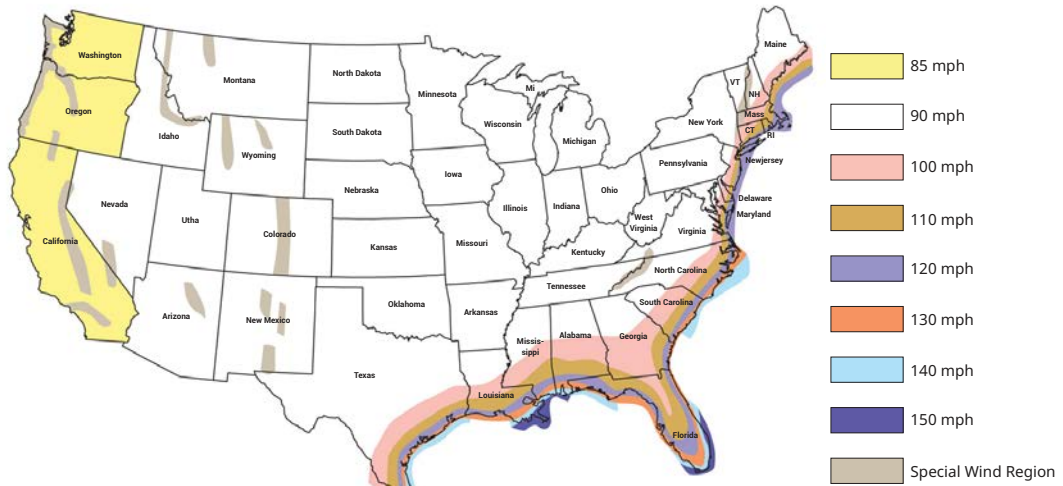 Washington
Oregon
California
Nevada
Idaho
Montana
Wyoming
Utha
Colorado
Arizona
New Mexico
North Dakota
South Dakota
Nebraska
Kansas
Oklahoma
Texas
Minnesota
Iowa
Missouri
Arkansas
Louisiana
Wisconsin
Illinois
Mi
Michigan
Indiana
Ohio
Kentucky
Tennessee
Missis-
sippi
Alabama
Georgia
Florida
South Carolina
North Carolina
Virginia
West
Virginia
Pennsylvania
New York
VT
NH
Maine
Mass
CT
RI
Newjersey
Delaware
Maryland
85 mph
90 mph
100 mph
110 mph
120 mph
130 mph
140 mph
150 mph
Special Wind Region